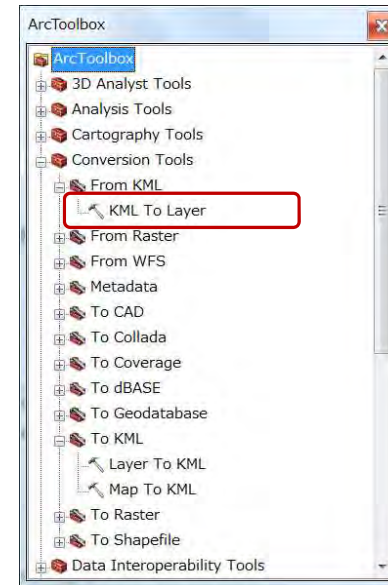 ArcToolbox
ArcToolbox
3D Analyst Tools
Analysis Tools
Cartography Tools
Conversion Tools
From KML
KML To Layer
From Raster
From WFS
Metadata
To CAD
To Collada
To Coverage
To dBASE
To Geodatabase
To KML
Layer To KML
Map To KML
To Raster
To Shapefile
Data Interoperability Tools